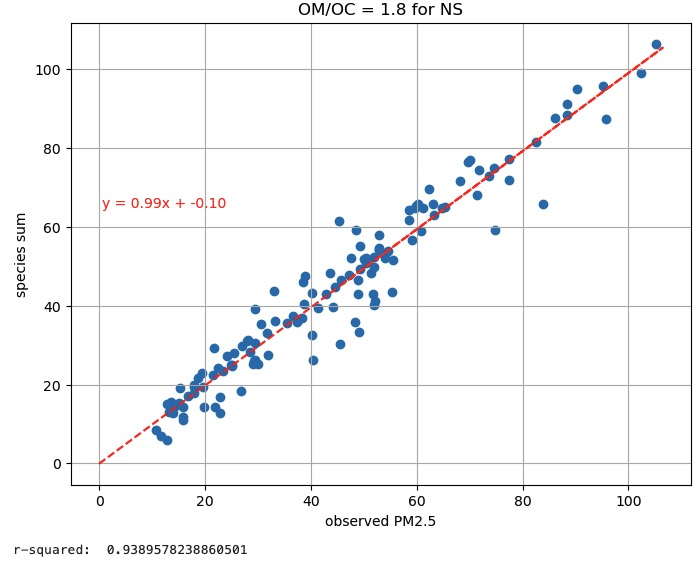 OM/OC = 1.8 for NS
100
80
60
40
20
0
species sum
y = 0.99x + -0.10
0 20 40 60 80 100
observed PM2.5
r-squared: 0.9389578238860501